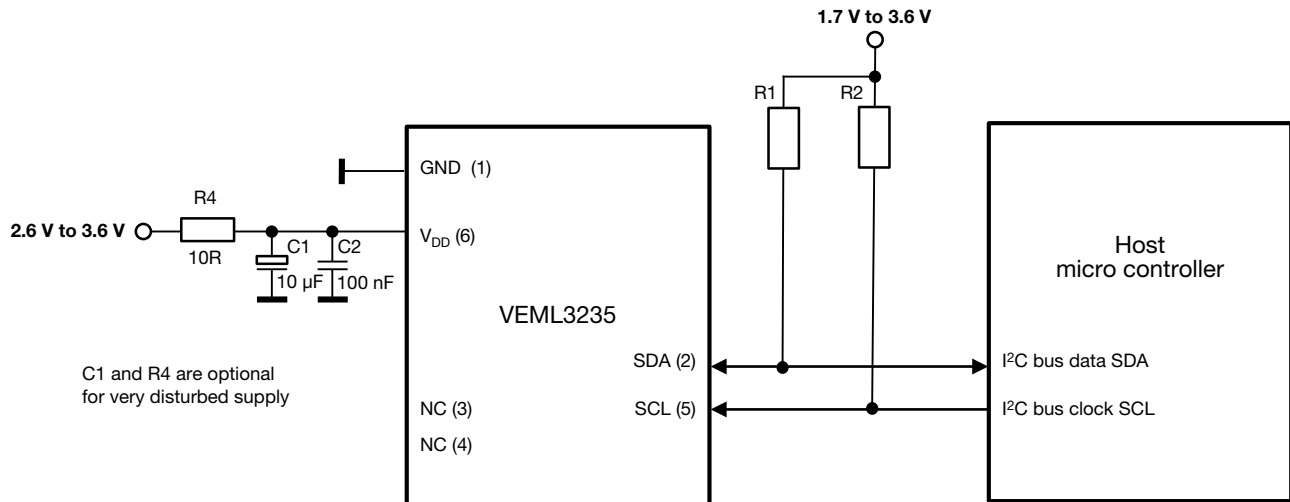 1.7 V to 3.6 V
R1
R2
GND (1)
R4
2.6 V to 3.6 V
10R
C1
C2
10 µF
100 nF
V_DD (6)
VEML3235
Host
micro controller
C1 and R4 are optional
for very disturbed supply
SDA (2)
I²C bus data SDA
NC (3)
SCL (5)
I²C bus clock SCL
NC (4)